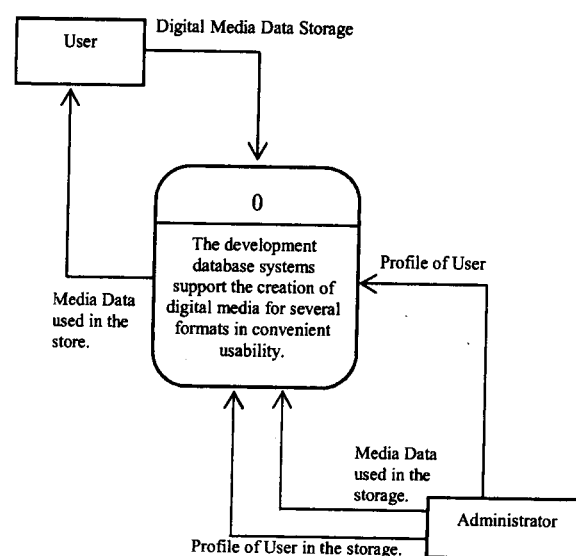 Digital Media Data Storage
User
0
The development
database systems
support the creation of
digital media for several
formats in convenient
usability.
Profile of User
Media Data
used in the
store.
Media Data
used in the
storage.
Administrator
Profile of User in the storage.